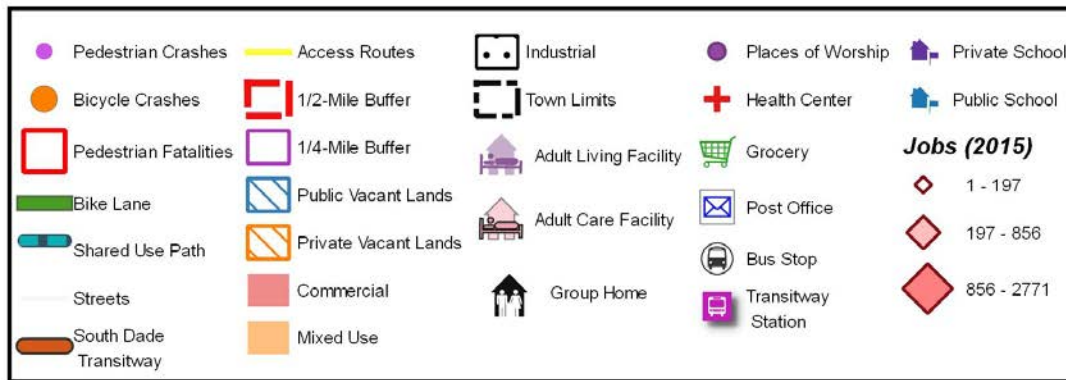 Pedestrian Crashes
Bicycle Crashes
Pedestrian Fatalities
Bike Lane
Shared Use Path
Streets
South Dade
Transitway
Access Routes
1/2-Mile Buffer
1/4-Mile Buffer
Public Vacant Lands
Private Vacant Lands
Commercial
Mixed Use
Industrial
Town Limits
Adult Living Facility
Adult Care Facility
Group Home
Places of Worship
Health Center
Grocery
Post Office
Bus Stop
Transitway
Station
Private School
Public School
Jobs (2015)
1 - 197
197 - 856
856 - 2771